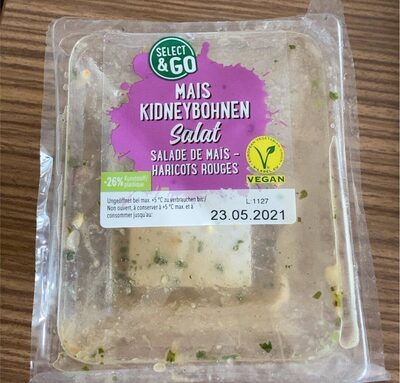 SELECT
&GO
MAIS
KIDNEYBOHNEN
Salat
SALADE DE MAÏS –
HARICOTS ROUGES
VEGAN
-26% Kunststoff/
plastique
Ungeöffnet bei max. +5 °C zu verbrauchen bis:/
Non ouvert, à conserver à +5 °C max. et à
consommer jusqu'au:
L 1127
23.05.2021